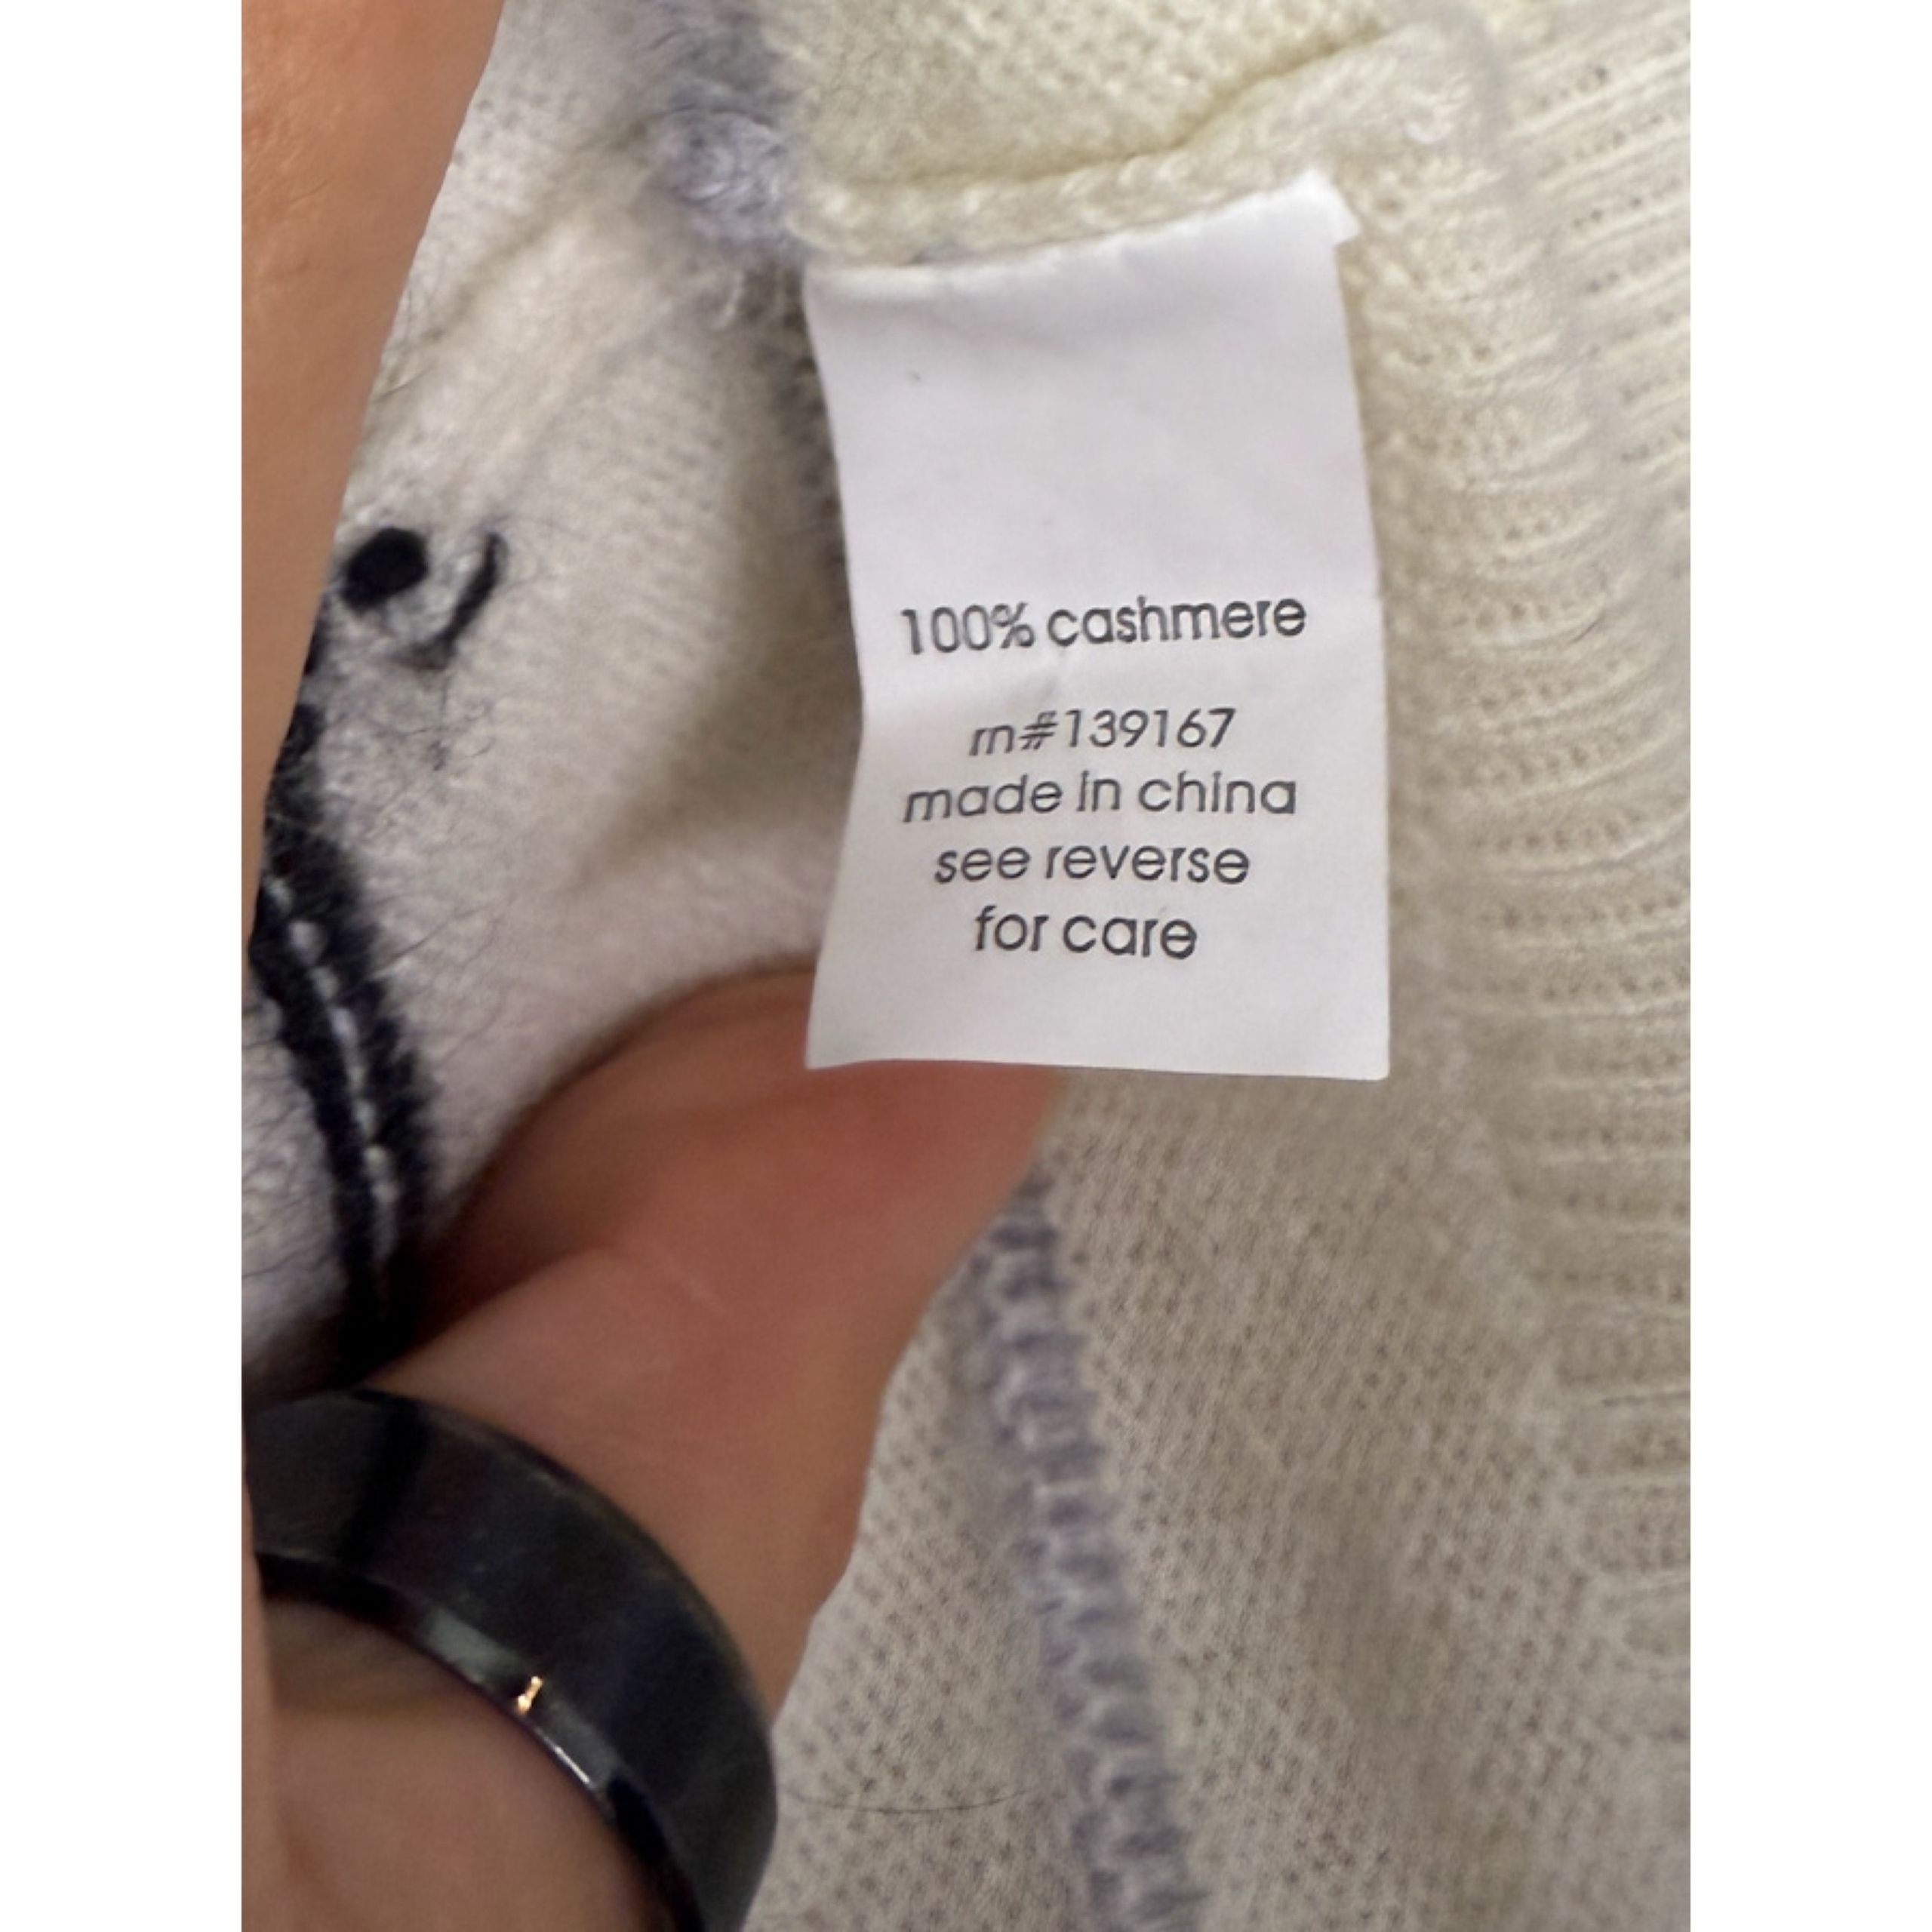 100% cashmere
rn#139167
made in china
see reverse
for care